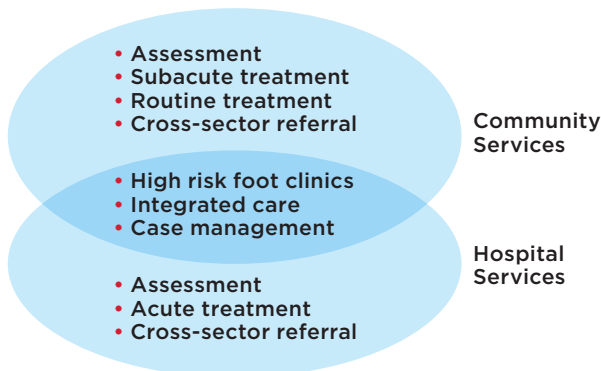 • Assessment
• Subacute treatment
• Routine treatment
• Cross-sector referral
Community
Services
• High risk foot clinics
• Integrated care
• Case management
Hospital
Services
• Assessment
• Acute treatment
• Cross-sector referral